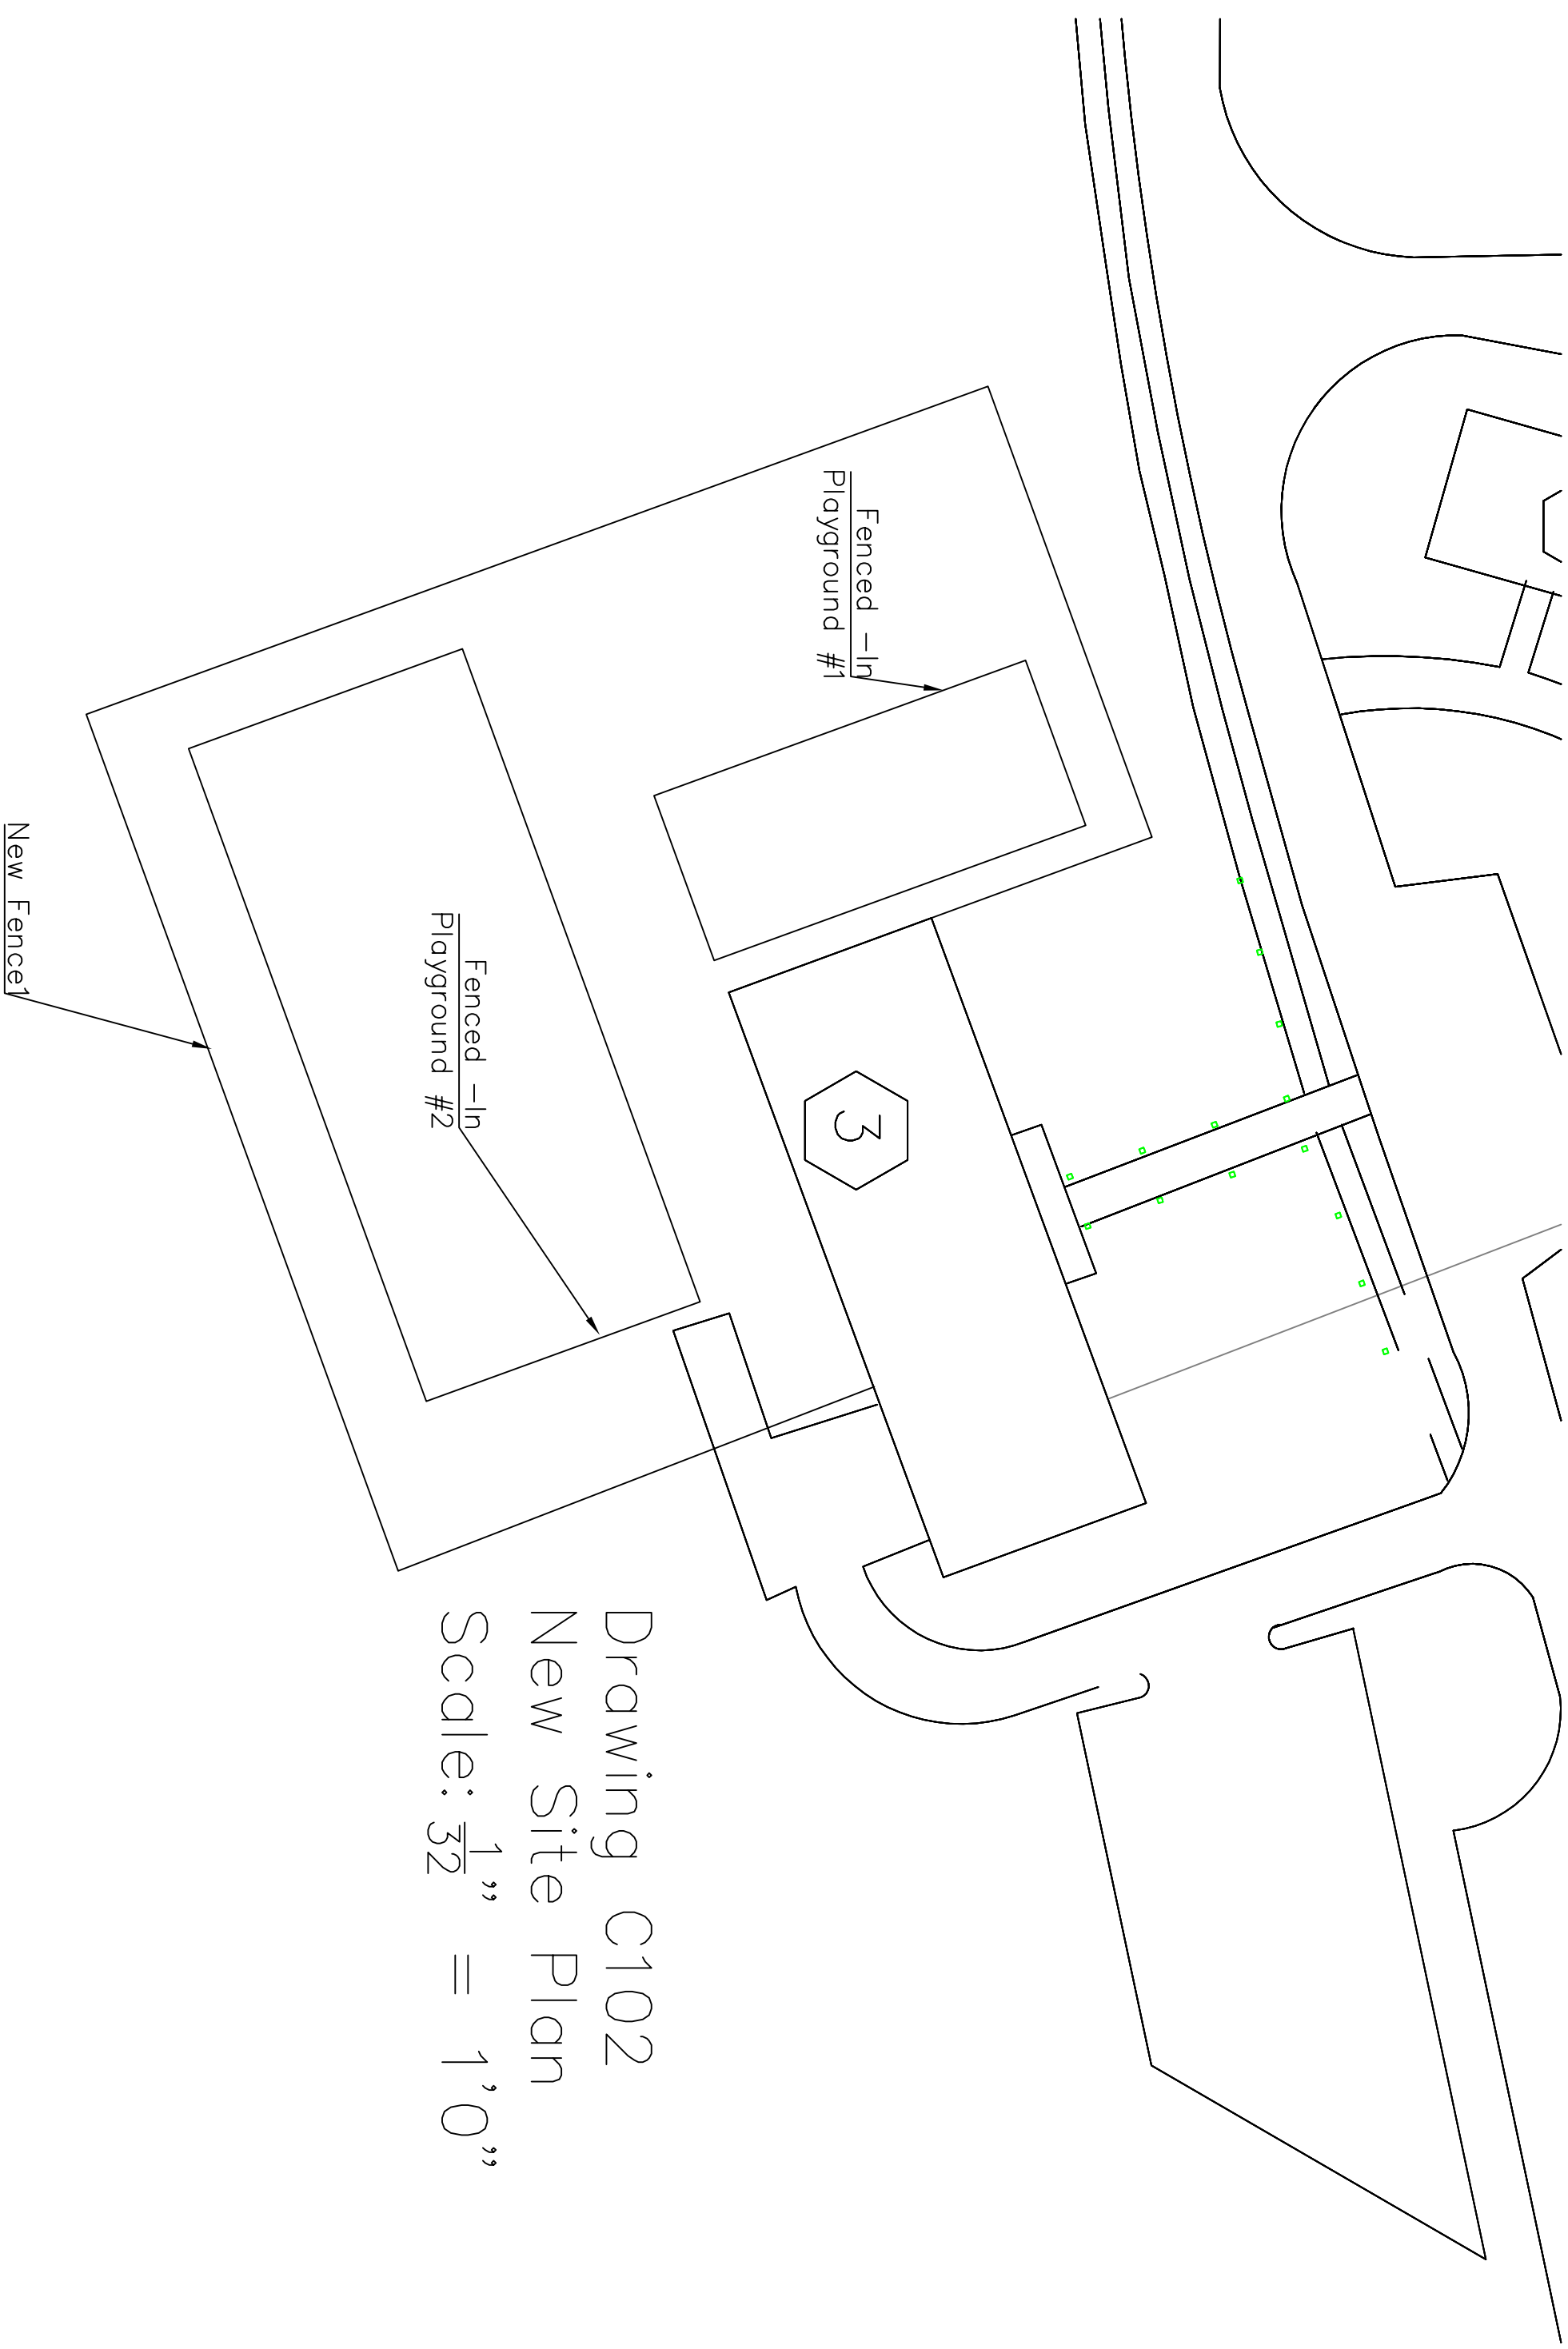 Fenced -In
Playground #1
3
Fenced -In
Playground #2
New Fence1
Drawing C102
New Site Plan
Scale: 1/32" = 1'0"